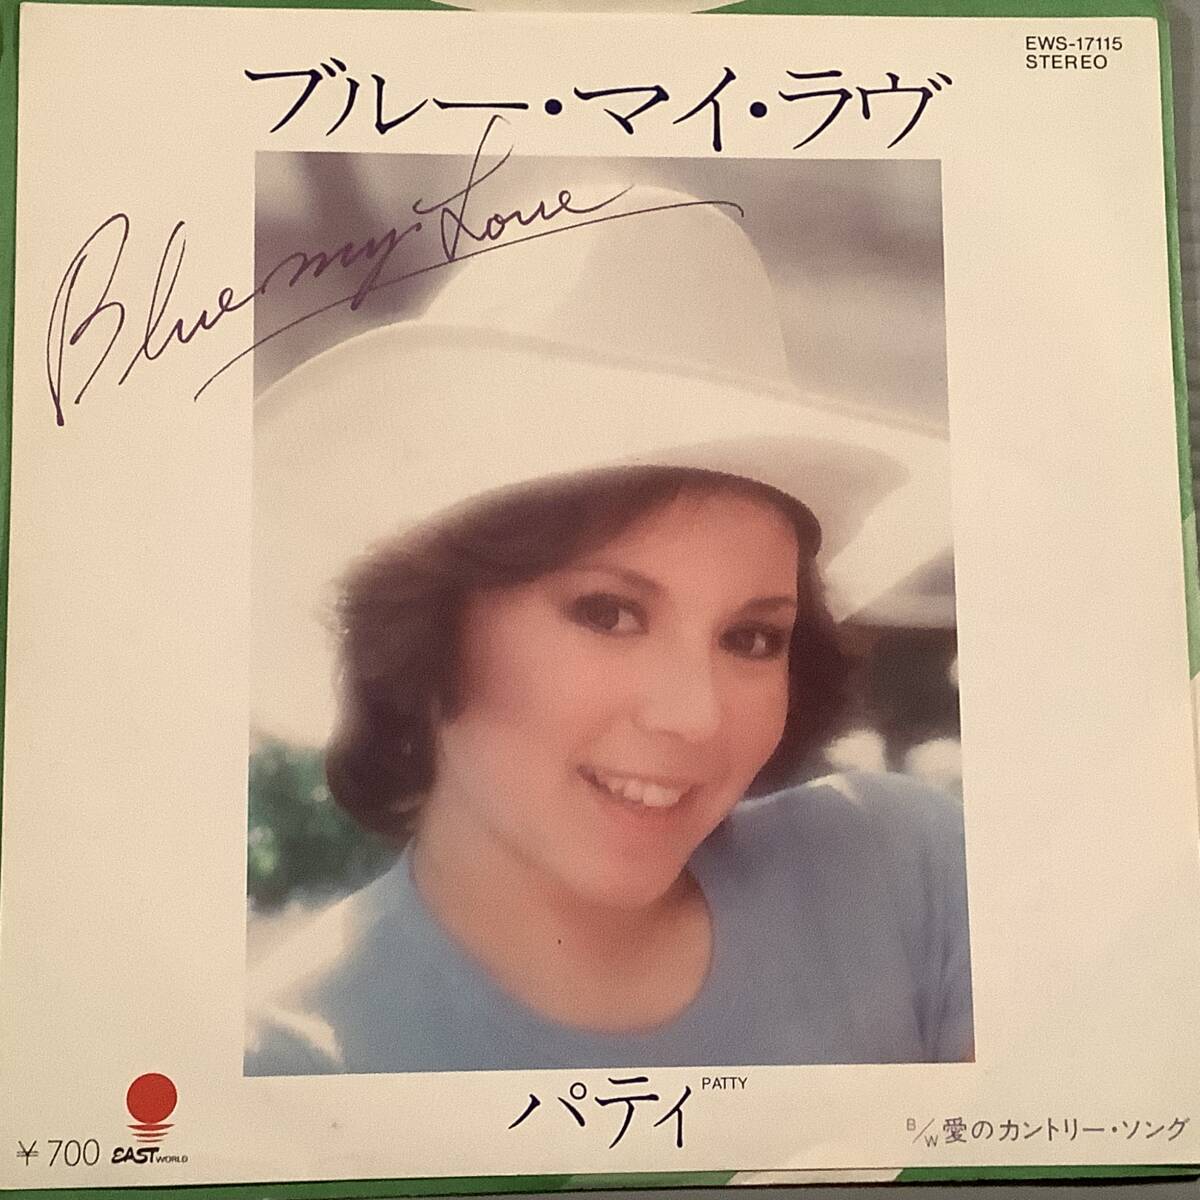 EWS-17115
STEREO
ブルー・マイ・ラヴ
Blue my Love
パティ
PATTY
¥700
EAST WORLD
B/W 愛のカントリー・ソング